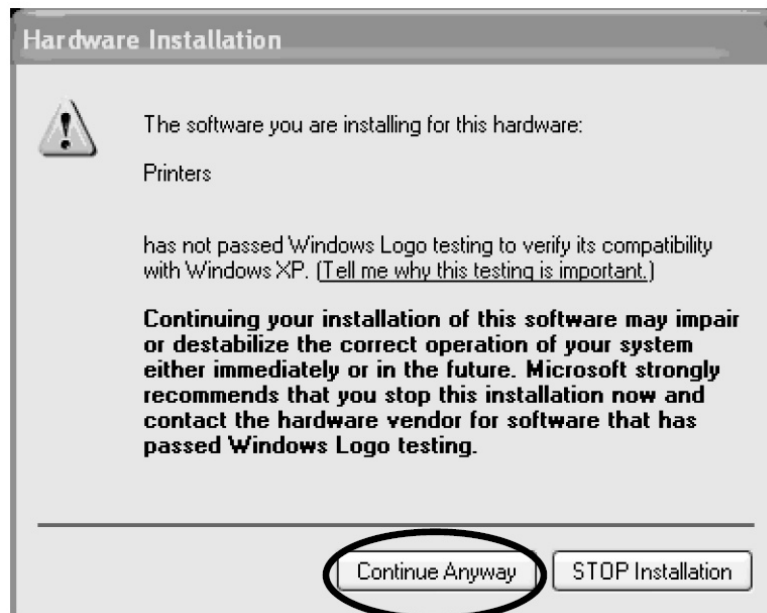 Hardware Installation
The software you are installing for this hardware:
Printers
has not passed Windows Logo testing to verify its compatibility
with Windows XP. (Tell me why this testing is important.)
Continuing your installation of this software may impair
or destabilize the correct operation of your system
either immediately or in the future. Microsoft strongly
recommends that you stop this installation now and
contact the hardware vendor for software that has
passed Windows Logo testing.
Continue Anyway
STOP Installation